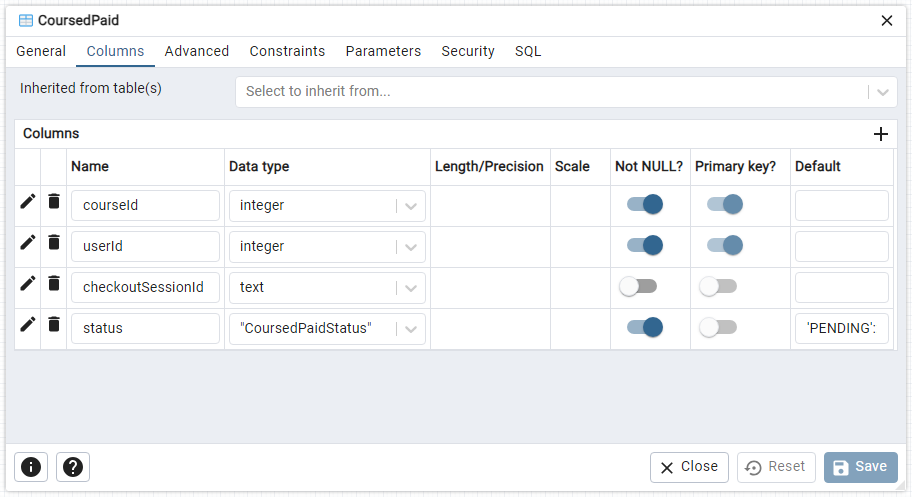 CoursedPaid
General Columns Advanced Constraints Parameters Security SQL
Inherited from table(s) Select to inherit from...
Columns
Name Data type Length/Precision Scale Not NULL? Primary key? Default
courseId integer
userId integer
checkoutSessionId text
status "CoursedPaidStatus" 'PENDING':
Close Reset Save